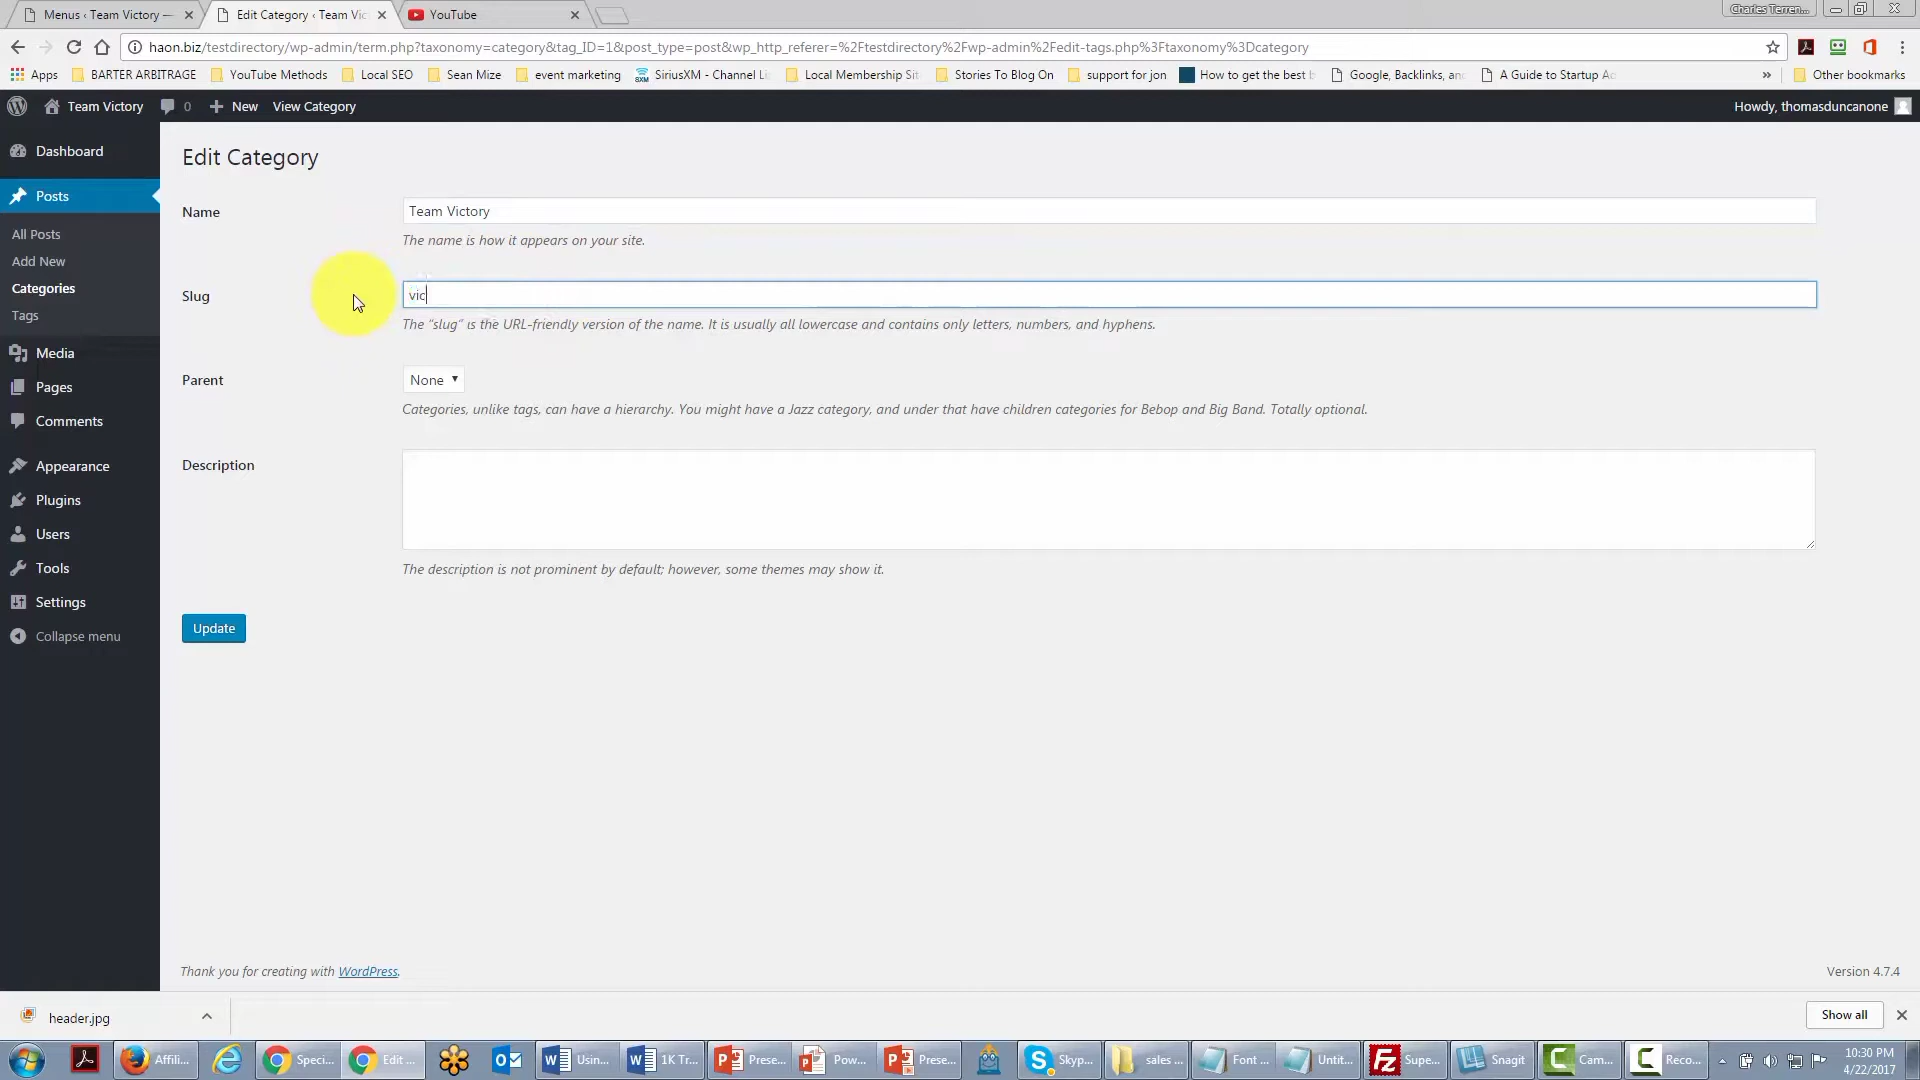 Menus ‹ Team Victory —
Edit Category ‹ Team Vic
YouTube
Charles Terren...
haon.biz/testdirectory/wp-admin/term.php?taxonomy=category&tag_ID=1&post_type=post&wp_http_referer=%2Ftestdirectory%2Fwp-admin%2Fedit-tags.php%3Ftaxonomy%3Dcategory
Apps
BARTER ARBITRAGE
YouTube Methods
Local SEO
Sean Mize
event marketing
SiriusXM - Channel Li
Local Membership Sit
Stories To Blog On
support for jon
How to get the best b
Google, Backlinks, an
A Guide to Startup Ad
»
Other bookmarks
Team Victory
0
New
View Category
Howdy, thomasduncanone
Dashboard
Posts
All Posts
Add New
Categories
Tags
Media
Pages
Comments
Appearance
Plugins
Users
Tools
Settings
Collapse menu
Edit Category
Name
Team Victory
The name is how it appears on your site.
Slug
vic
The “slug” is the URL-friendly version of the name. It is usually all lowercase and contains only letters, numbers, and hyphens.
Parent
None
Categories, unlike tags, can have a hierarchy. You might have a Jazz category, and under that have children categories for Bebop and Big Band. Totally optional.
Description
The description is not prominent by default; however, some themes may show it.
Update
Thank you for creating with WordPress.
Version 4.7.4
header.jpg
Show all
Affili...
Speci...
Edit ...
Usin...
1K Tr...
Prese...
Pow...
Prese...
Skyp...
sales ...
Font ...
Untit...
Supe...
Snagit
Cam...
Reco...
10:30 PM
4/22/2017